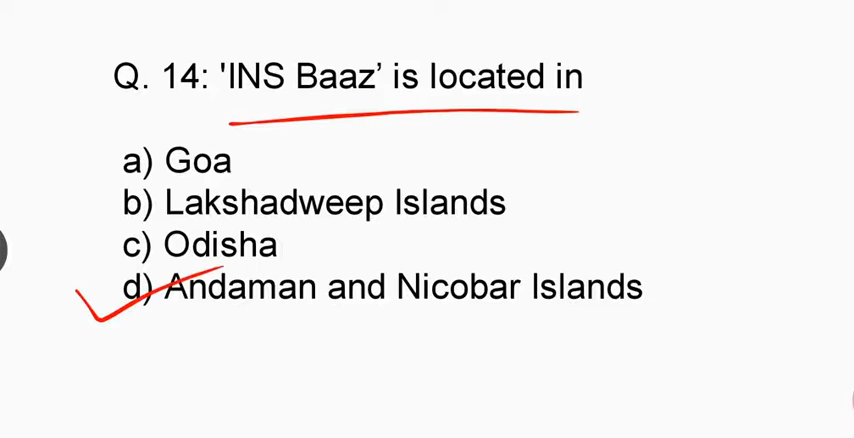 Q. 14: 'INS Baaz’ is located in
a) Goa
b) Lakshadweep Islands
c) Odisha
d) Andaman and Nicobar Islands